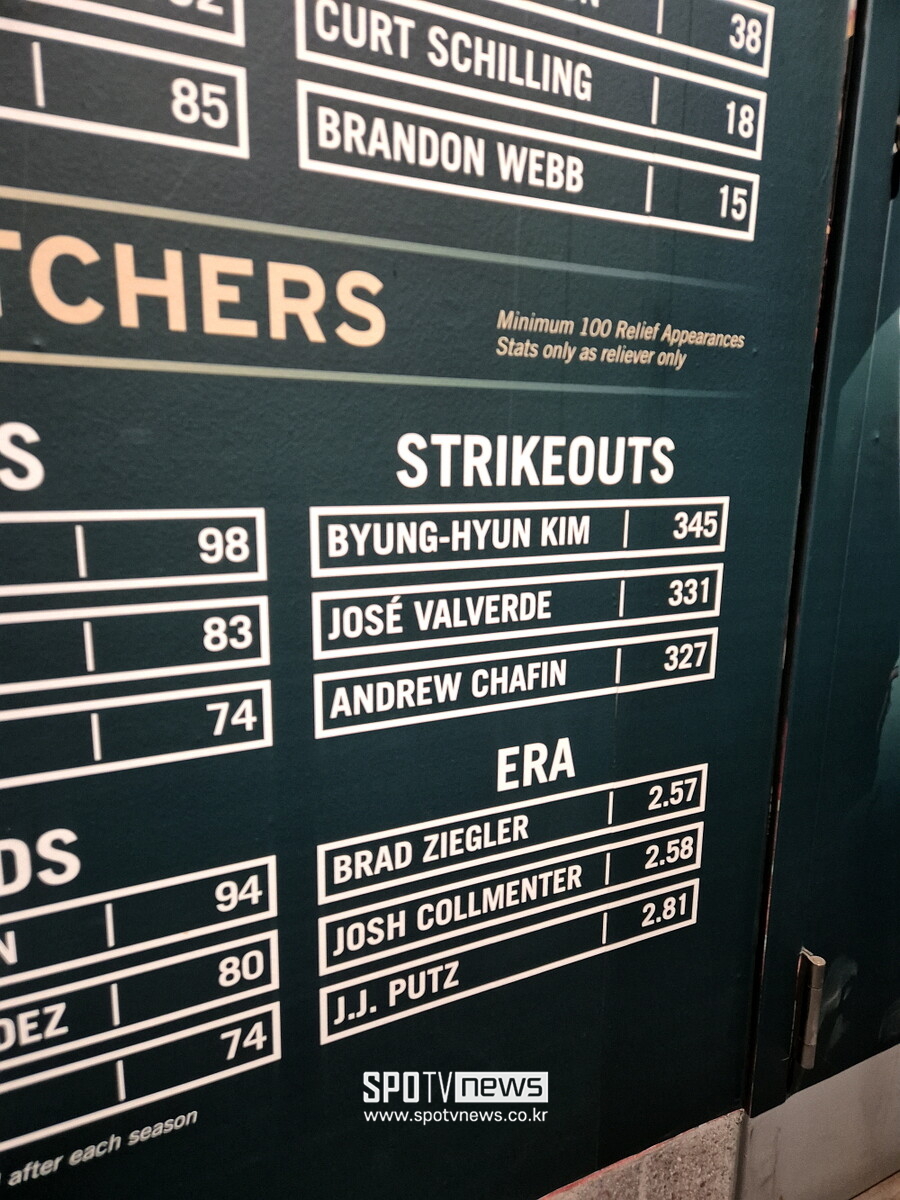 38
CURT SCHILLING 18
85
BRANDON WEBB 15
TCHERS
Minimum 100 Relief Appearances
Stats only as reliever only
S
98
83
74
STRIKEOUTS
BYUNG-HYUN KIM 345
JOSÉ VALVERDE 331
ANDREW CHAFIN 327
DS
N 94
DEZ 80
74
ERA
BRAD ZIEGLER 2.57
JOSH COLLMENTER 2.58
J.J. PUTZ 2.81
after each season
SPOTV news
www.spotvnews.co.kr